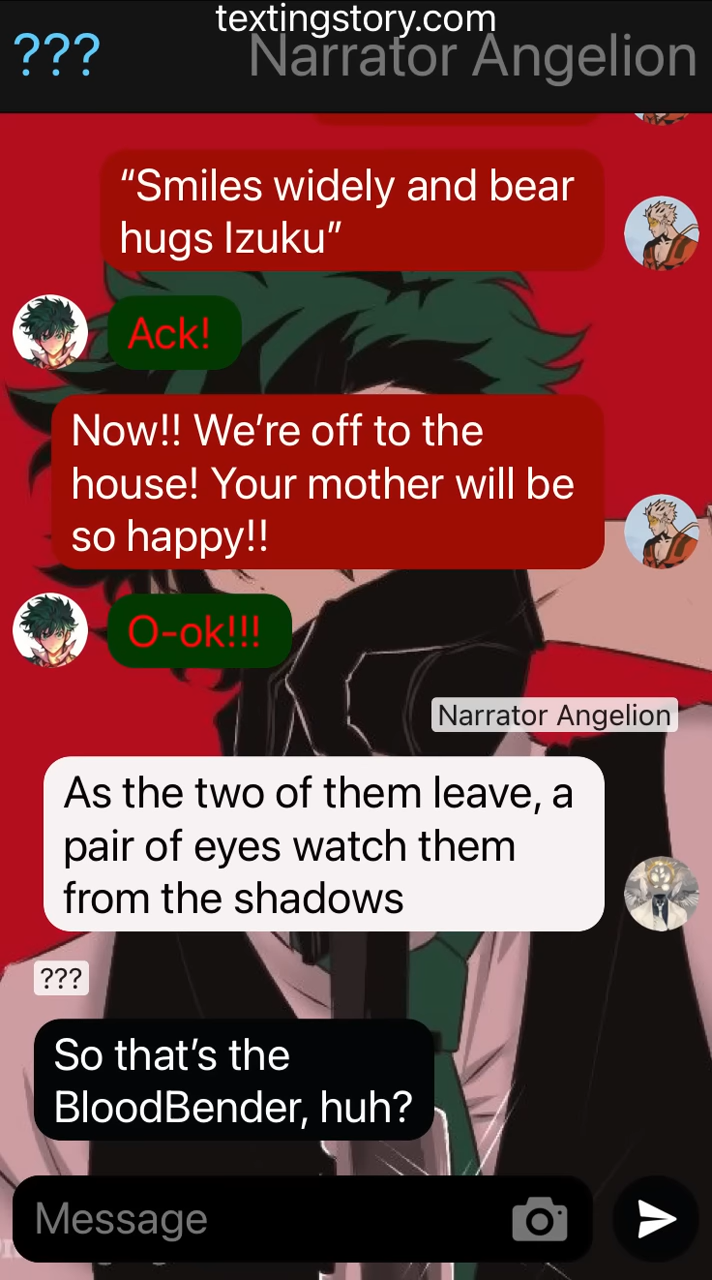 textingstory.com
???
Narrator Angelion
“Smiles widely and bear
hugs Izuku”
Ack!
Now!! We’re off to the
house! Your mother will be
so happy!!
O-ok!!!
Narrator Angelion
As the two of them leave, a
pair of eyes watch them
from the shadows
???
So that’s the
BloodBender, huh?
Message